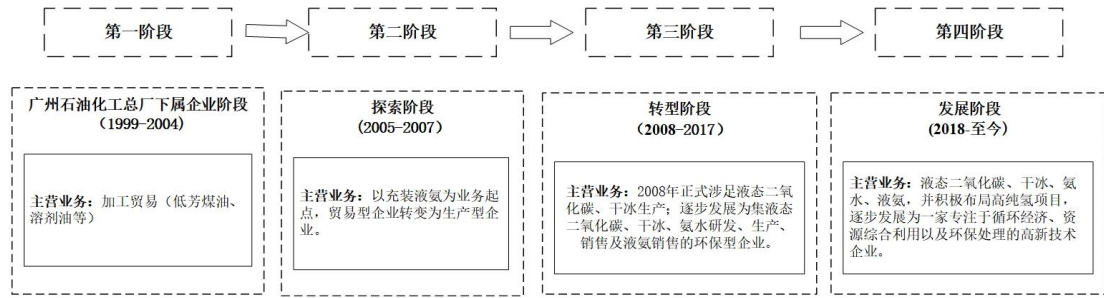 第一阶段
第二阶段
第三阶段
第四阶段
广州石油化工总厂下属企业阶段
（1999-2004)
主营业务：加工贸易（低芳煤油、
溶剂油等）
探索阶段
(2005-2007）
主营业务：以充装液氨为业务起
点，贸易型企业转变为生产型企
业。
转型阶段
（2008-2017）
主营业务：2008年正式涉足液态二氧
化碳、干冰生产；逐步发展为集液态
二氧化碳、干冰、氨水研发、生产、
销售及液氨销售的环保型企业。
发展阶段
(2018-至今）
主营业务：液态二氧化碳、干冰、氨
水、液氨，并积极布局高纯氢项目，
逐步发展为一家专注于循环经济、资
源综合利用以及环保处理的高新技术
企业。